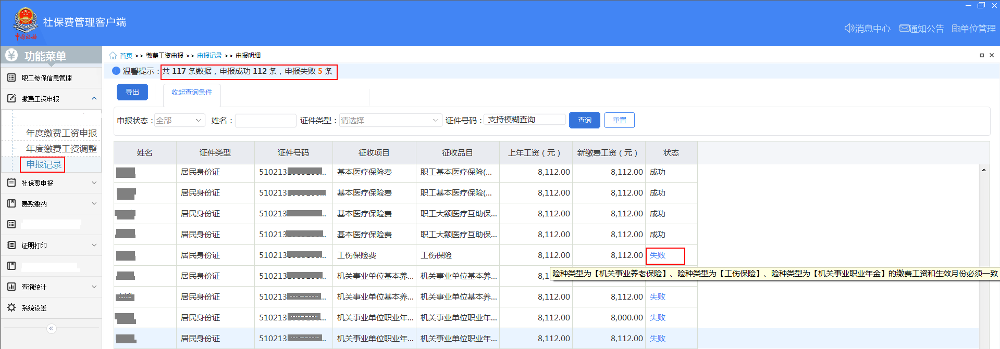 社保费管理客户端
消息中心 通知公告 单位管理
功能菜单
首页 >> 缴费工资申报 >> 申报记录 >> 申报明细
温馨提示：共 117 条数据，申报成功 112 条，申报失败 5 条
职工参保信息管理
缴费工资申报
年度缴费工资申报
年度缴费工资调整
申报记录
社保费申报
费款缴纳
证明打印
查询统计
系统设置
导出 收起查询条件
申报状态：全部 姓名： 证件类型：请选择 证件号码：支持模糊查询 查询 重置
姓名 证件类型 证件号码 征收项目 征收品目 上年工资（元） 新缴费工资（元） 状态
居民身份证 510213 ... 基本医疗保险费 职工基本医疗保险(... 8,112.00 8,112.00 成功
居民身份证 510213 基本医疗保险费 职工基本医疗保险(... 8,112.00 8,112.00 成功
居民身份证 510213 .. 基本医疗保险费 职工大额医疗互助保... 8,112.00 8,112.00 成功
居民身份证 510213 . 基本医疗保险费 职工大额医疗互助保... 8,112.00 8,112.00 成功
居民身份证 510213 ... 工伤保险费 工伤保险 8,112.00 8,112.00 失败
居民身份证 510213 ... 机关事业单位基本养... 机关事业单位基本养... 8,1
险种类型为【机关事业养老保险】、险种类型为【工伤保险】、险种类型为【机关事业职业年金】的缴费工资和生效月份必须一致
居民身份证 510213 ... 机关事业单位基本养... 机关事业单位基本养... 8,112.00 8,112.00 失败
居民身份证 510213 ... 机关事业单位职业年... 机关事业单位职业年... 8,112.00 8,000.00 失败
居民身份证 510213 ... 机关事业单位职业年... 机关事业单位职业年... 8,112.00 8,112.00 失败